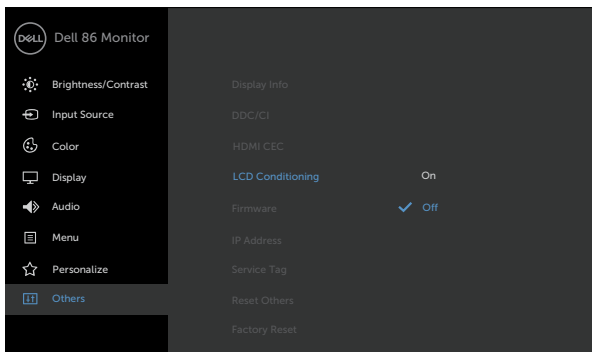 DELL Dell 86 Monitor
Brightness/Contrast
Input Source
Color
Display
Audio
Menu
Personalize
Others
Display Info
DDC/CI
HDMI CEC
LCD Conditioning On
Firmware Off
IP Address
Service Tag
Reset Others
Factory Reset